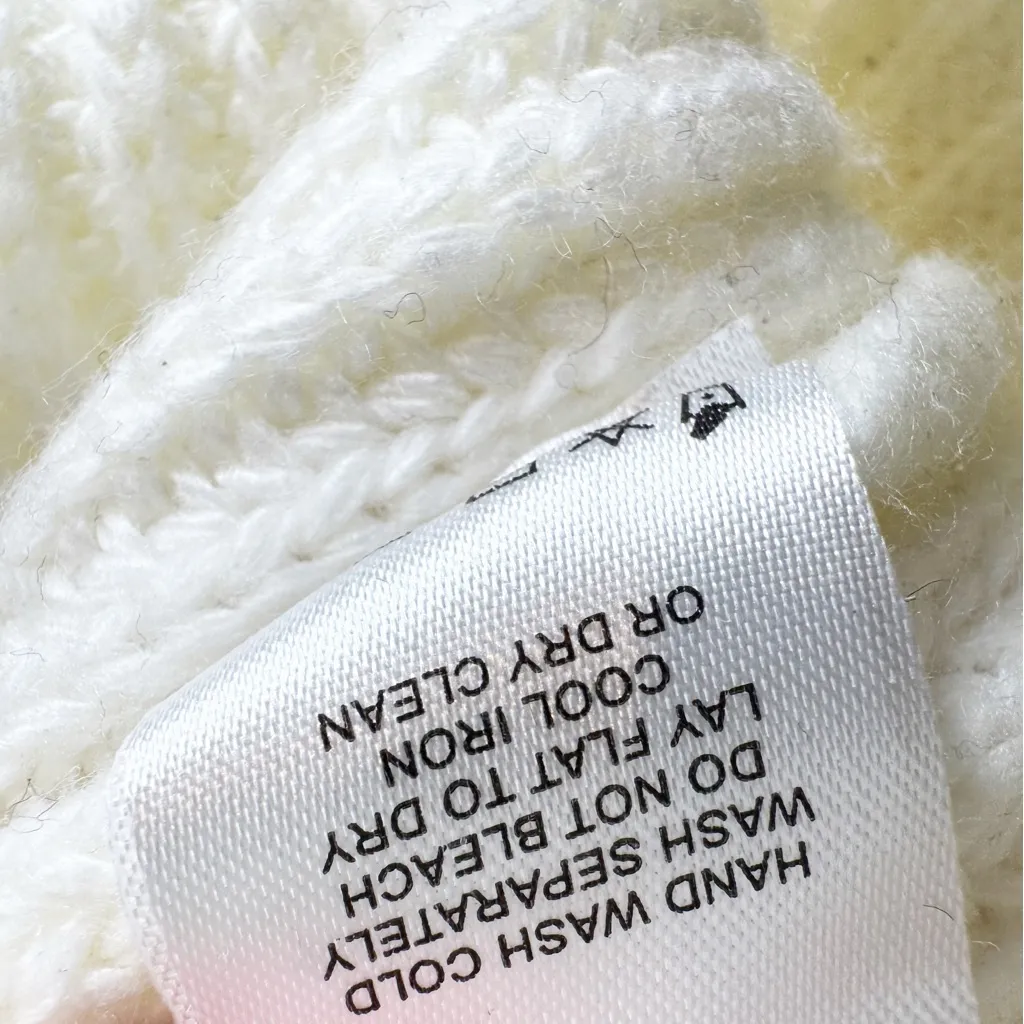 HAND WASH COLD
WASH SEPARATELY
DO NOT BLEACH
LAY FLAT TO DRY
COOL IRON
OR DRY CLEAN